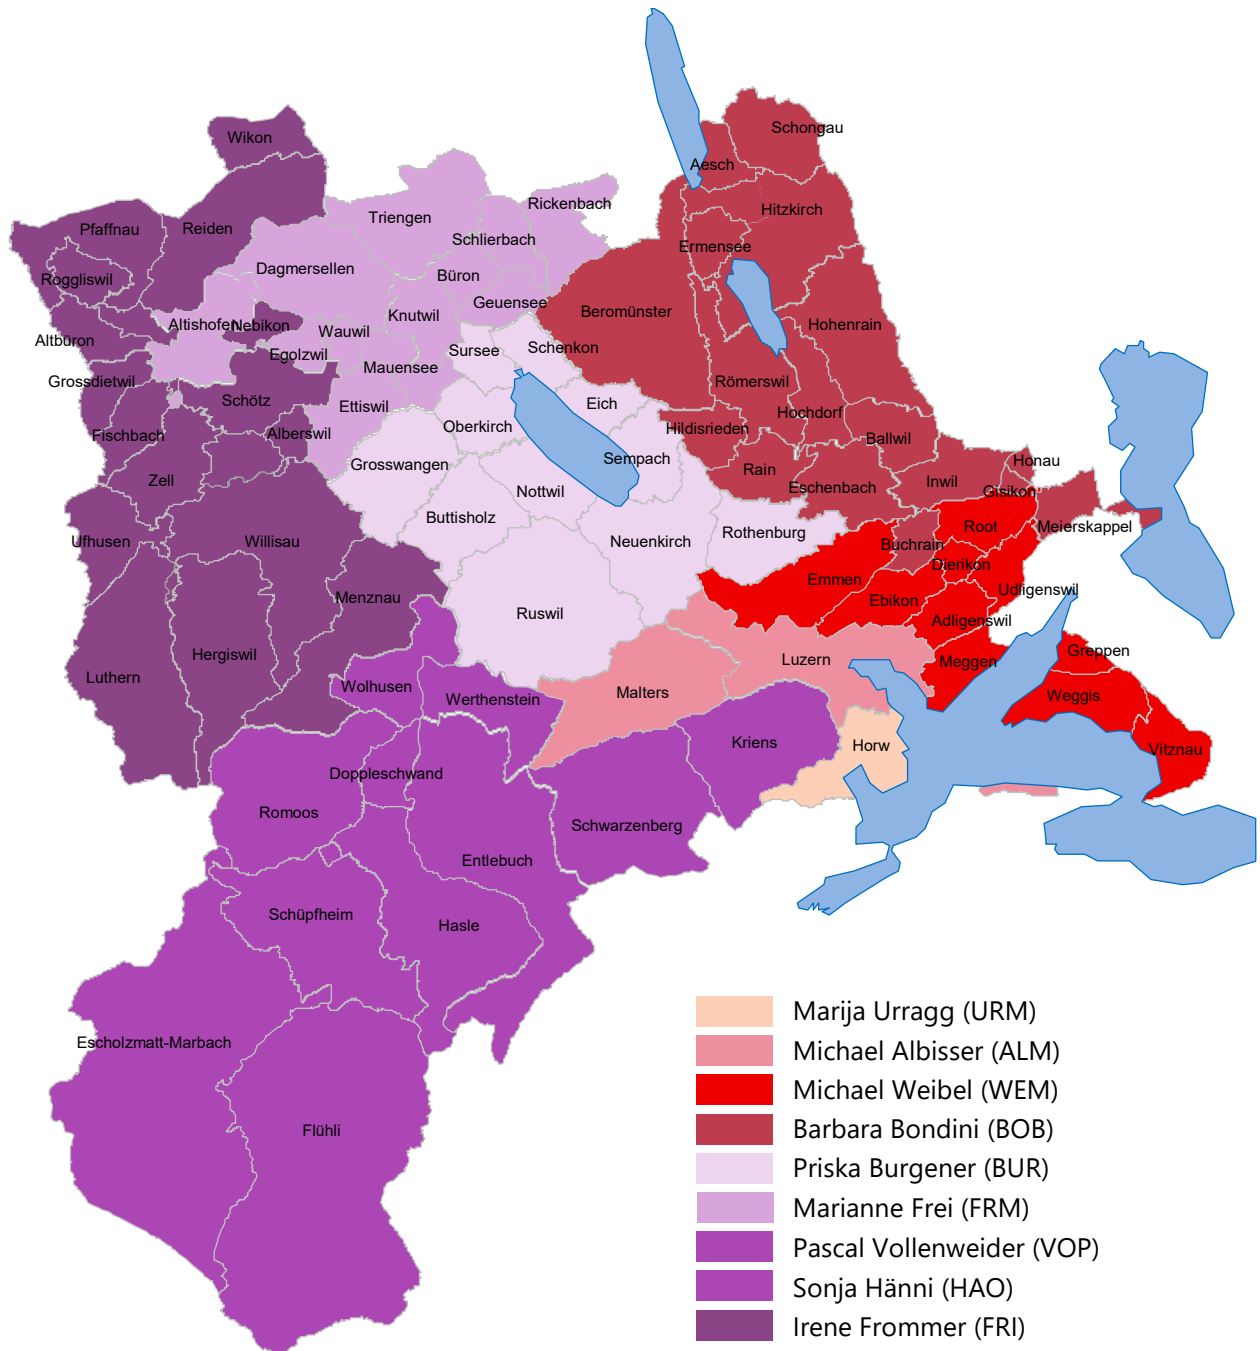 Schongau
Wikon
Aesch
Rickenbach
Hitzkirch
Triengen
Pfaffnau
Reiden
Schlierbach
Ermensee
Dagmersellen
Büron
Roggliswil
Geuensee
Beromünster
Knutwil
Hohenrain
Altishofen
Nebikon
Wauwil
Altbüron
Schenkon
Sursee
Egolzwil
Mauensee
Grossdietwil
Römerswil
Schötz
Ettiswil
Eich
Hochdorf
Oberkirch
Hildisrieden
Fischbach
Alberswil
Ballwil
Sempach
Honau
Grosswangen
Rain
Zell
Inwil
Eschenbach
Nottwil
Gisikon
Buttisholz
Root
Meierskappel
Rothenburg
Ufhusen
Willisau
Neuenkirch
Buchrain
Dierikon
Emmen
Udligenswil
Menznau
Ebikon
Ruswil
Adligenswil
Greppen
Hergiswil
Luzern
Meggen
Luthern
Wolhusen
Malters
Weggis
Werthenstein
Kriens
Horw
Vitznau
Doppleschwand
Romoos
Schwarzenberg
Entlebuch
Schüpfheim
Hasle
Escholzmatt-Marbach
Flühli
Marija Urragg (URM)
Michael Albisser (ALM)
Michael Weibel (WEM)
Barbara Bondini (BOB)
Priska Burgener (BUR)
Marianne Frei (FRM)
Pascal Vollenweider (VOP)
Sonja Hänni (HAO)
Irene Frommer (FRI)